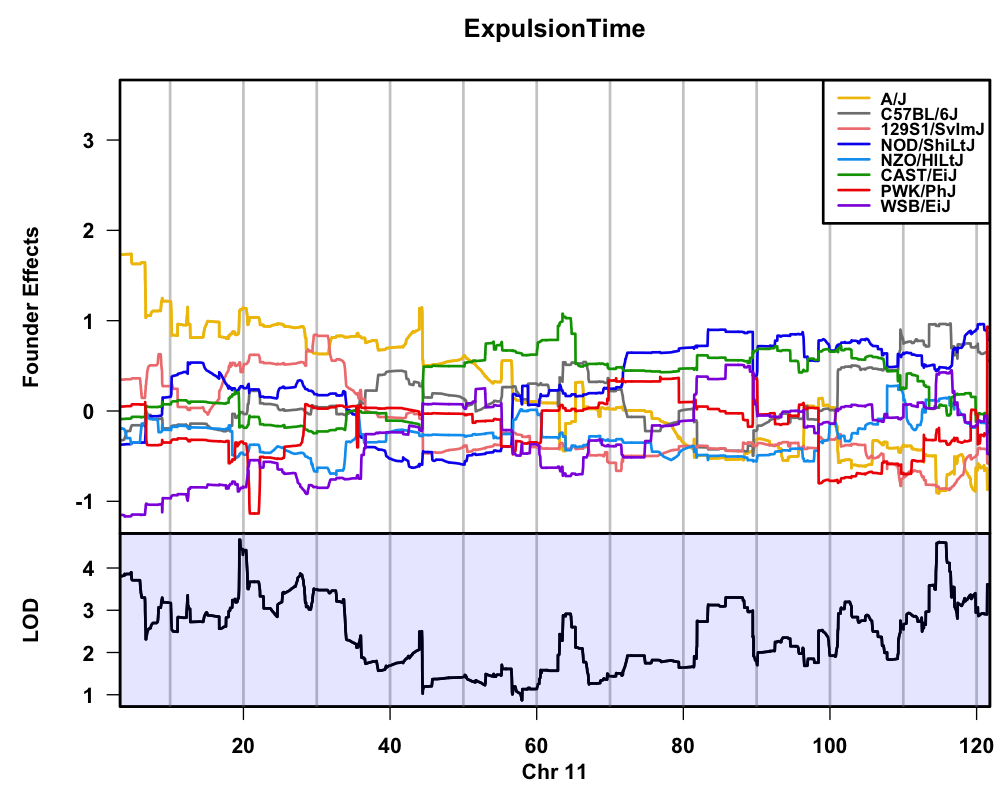 ExpulsionTime
A/J
C57BL/6J
129S1/SvImJ
NOD/ShiLtJ
NZO/HlLtJ
CAST/EiJ
PWK/PhJ
WSB/EiJ
Founder Effects
3
2
1
0
-1
LOD
4
3
2
1
20 40 60 80 100 120
Chr 11